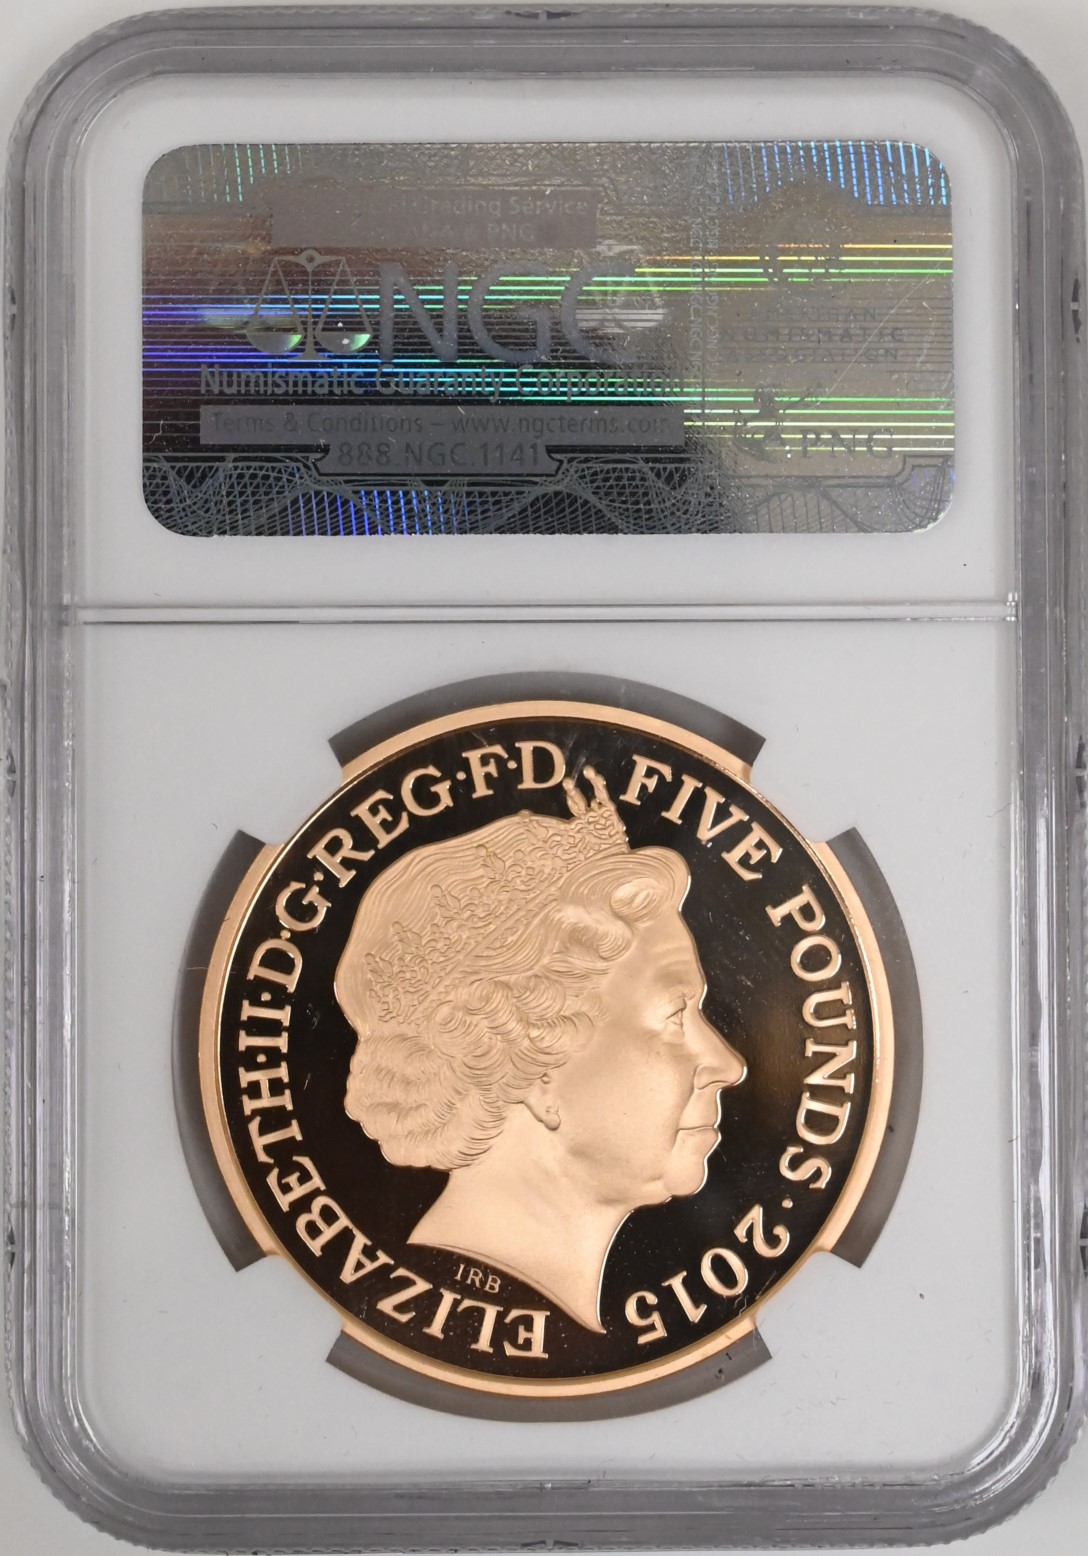 Grading Service
PNG
NGC
Numismatic Guaranty Corporation
Terms & Conditions – www.ngcterms.com
888.NGC.1141
PNG
ELIZABETH·II·D·G·REG·F·D
FIVE POUNDS·2015
IRB